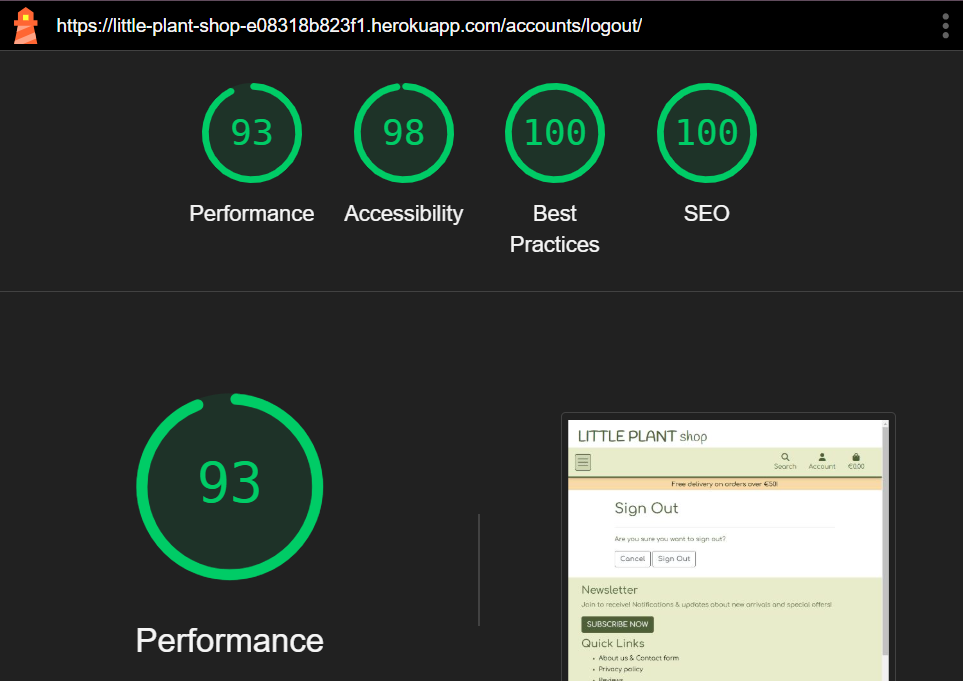 https://little-plant-shop-e08318b823f1.herokuapp.com/accounts/logout/
93 98 100 100
Performance Accessibility Best Practices SEO
93
Performance
LITTLE PLANT shop
Search Account €0.00
Free delivery on orders over €50!
Sign Out
Are you sure you want to sign out?
Cancel Sign Out
Newsletter
Join to receive! Notifications & updates about new arrivals and special offers!
SUBSCRIBE NOW
Quick Links
About us & Contact form
Privacy policy
Reviews